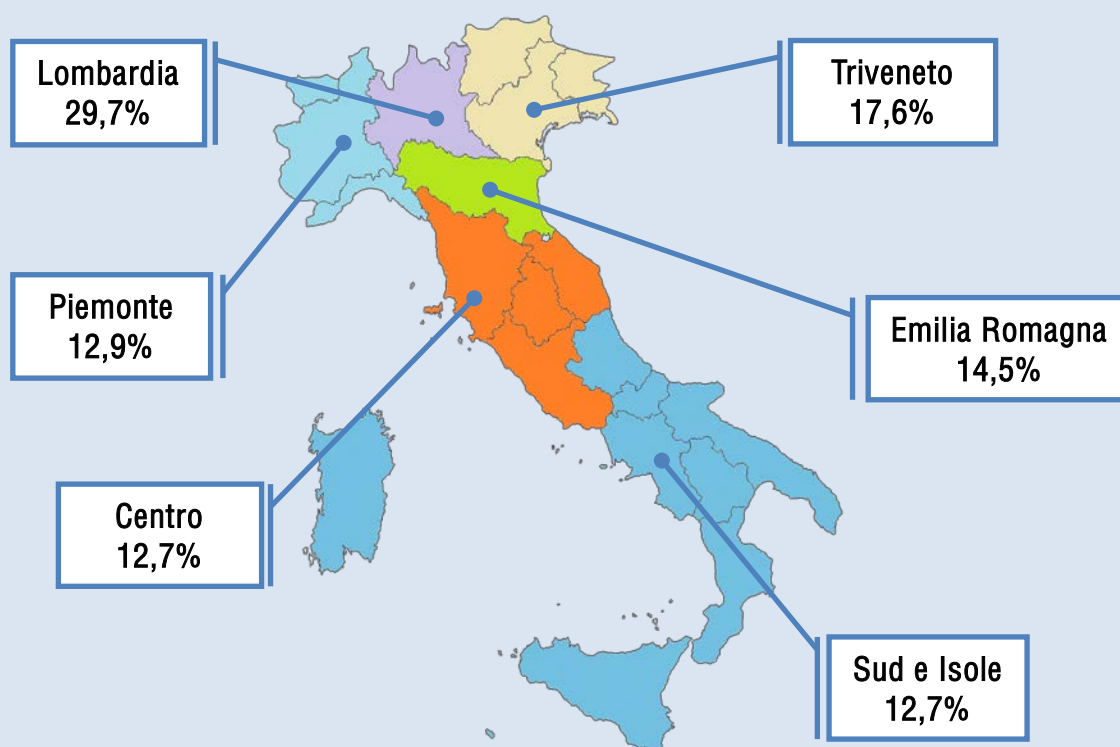 Lombardia
29,7%
Triveneto
17,6%
Piemonte
12,9%
Emilia Romagna
14,5%
Centro
12,7%
Sud e Isole
12,7%